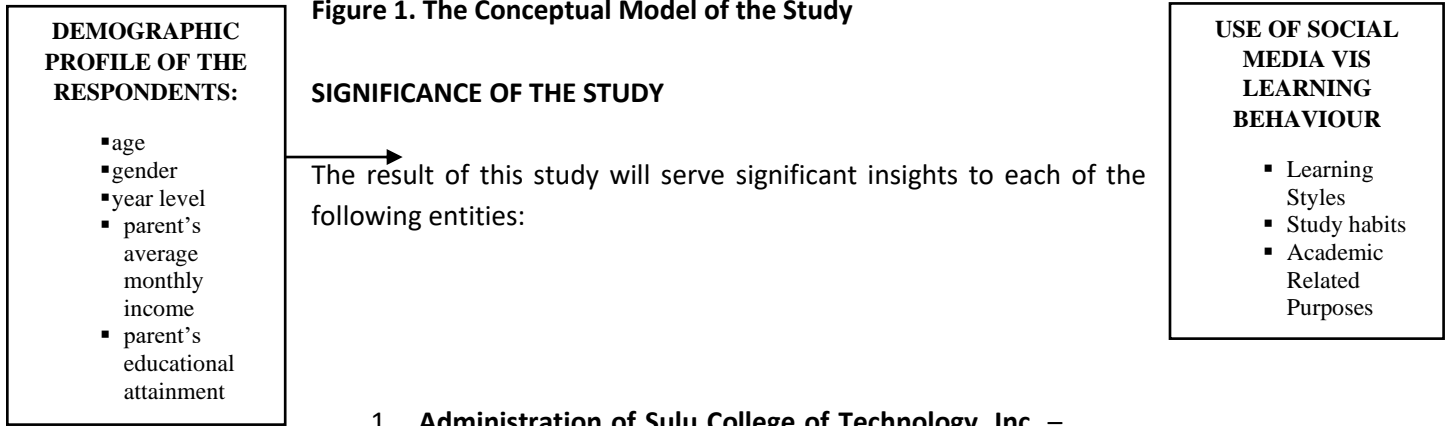 DEMOGRAPHIC
PROFILE OF THE
RESPONDENTS:
▪age
▪gender
▪year level
▪ parent's
average
monthly
income
▪ parent's
educational
attainment
Figure 1. The Conceptual Model of the Study
SIGNIFICANCE OF THE STUDY
The result of this study will serve significant insights to each of the
following entities:
1. Administration of Sulu College of Technology, Inc. –
USE OF SOCIAL
MEDIA VIS
LEARNING
BEHAVIOUR
▪ Learning
Styles
▪ Study habits
▪ Academic
Related
Purposes